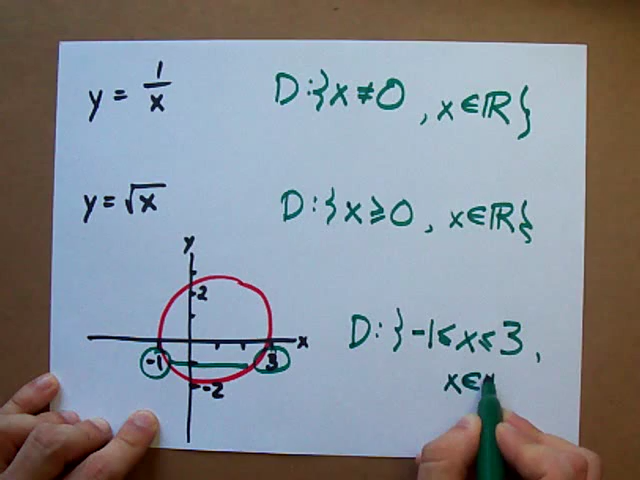 y = 1/x D:{x ≠ 0, x ∈ ℝ}
y = √x D:{x ≥ 0, x ∈ ℝ}
y
2
x
-1 3
-2
D:{-1 ≤ x ≤ 3,
x ∈